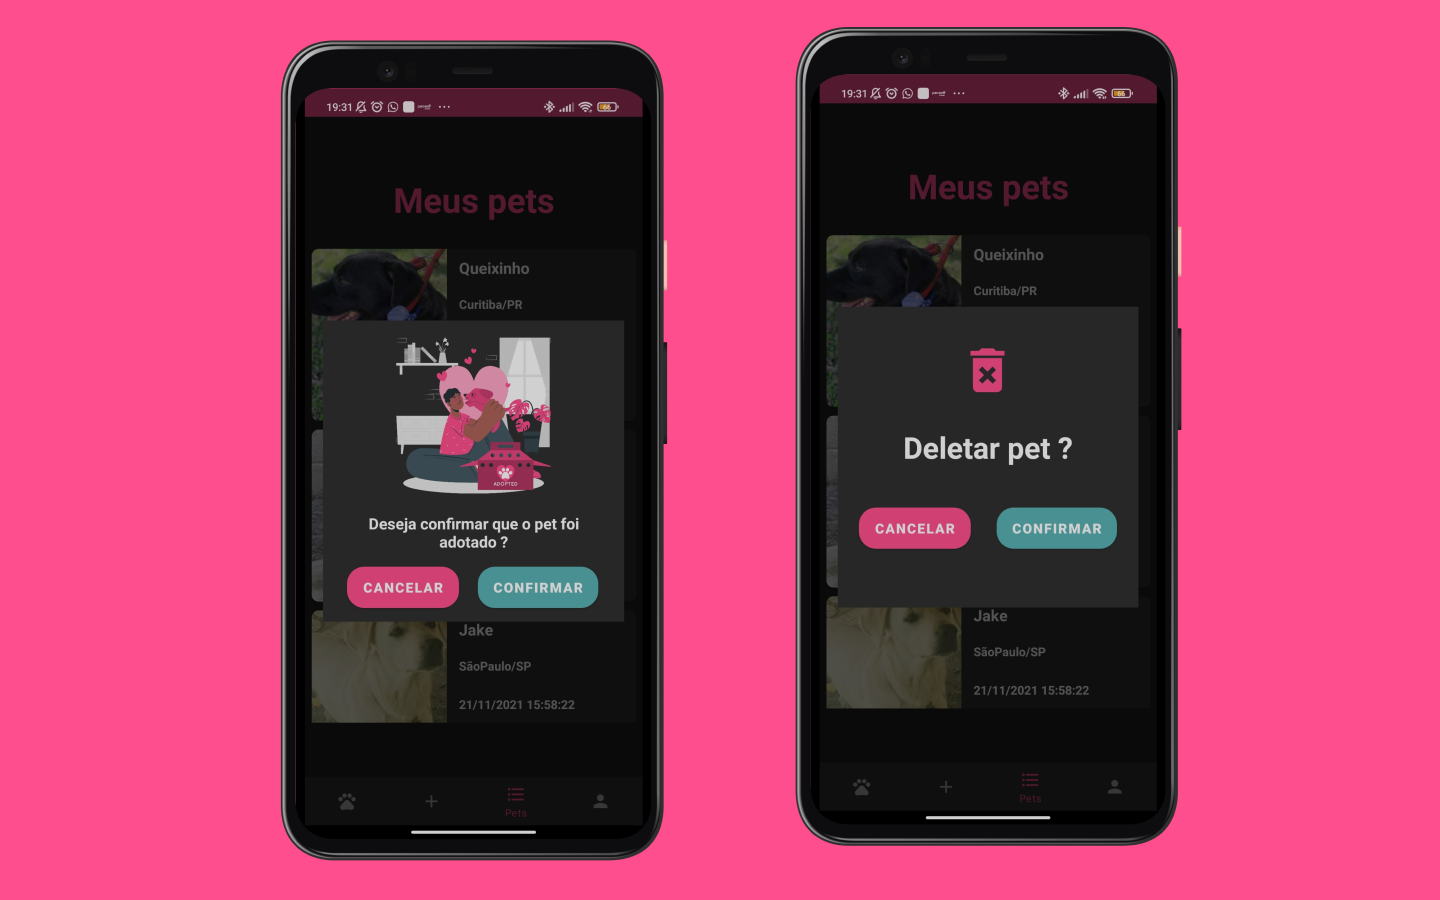 19:31
66
Meus pets
Queixinho
Curitiba/PR
ADOPTED
Deseja confirmar que o pet foi
adotado ?
CANCELAR
CONFIRMAR
Jake
SãoPaulo/SP
21/11/2021 15:58:22
Pets
19:31
66
Meus pets
Queixinho
Curitiba/PR
Deletar pet ?
CANCELAR
CONFIRMAR
Jake
SãoPaulo/SP
21/11/2021 15:58:22
Pets